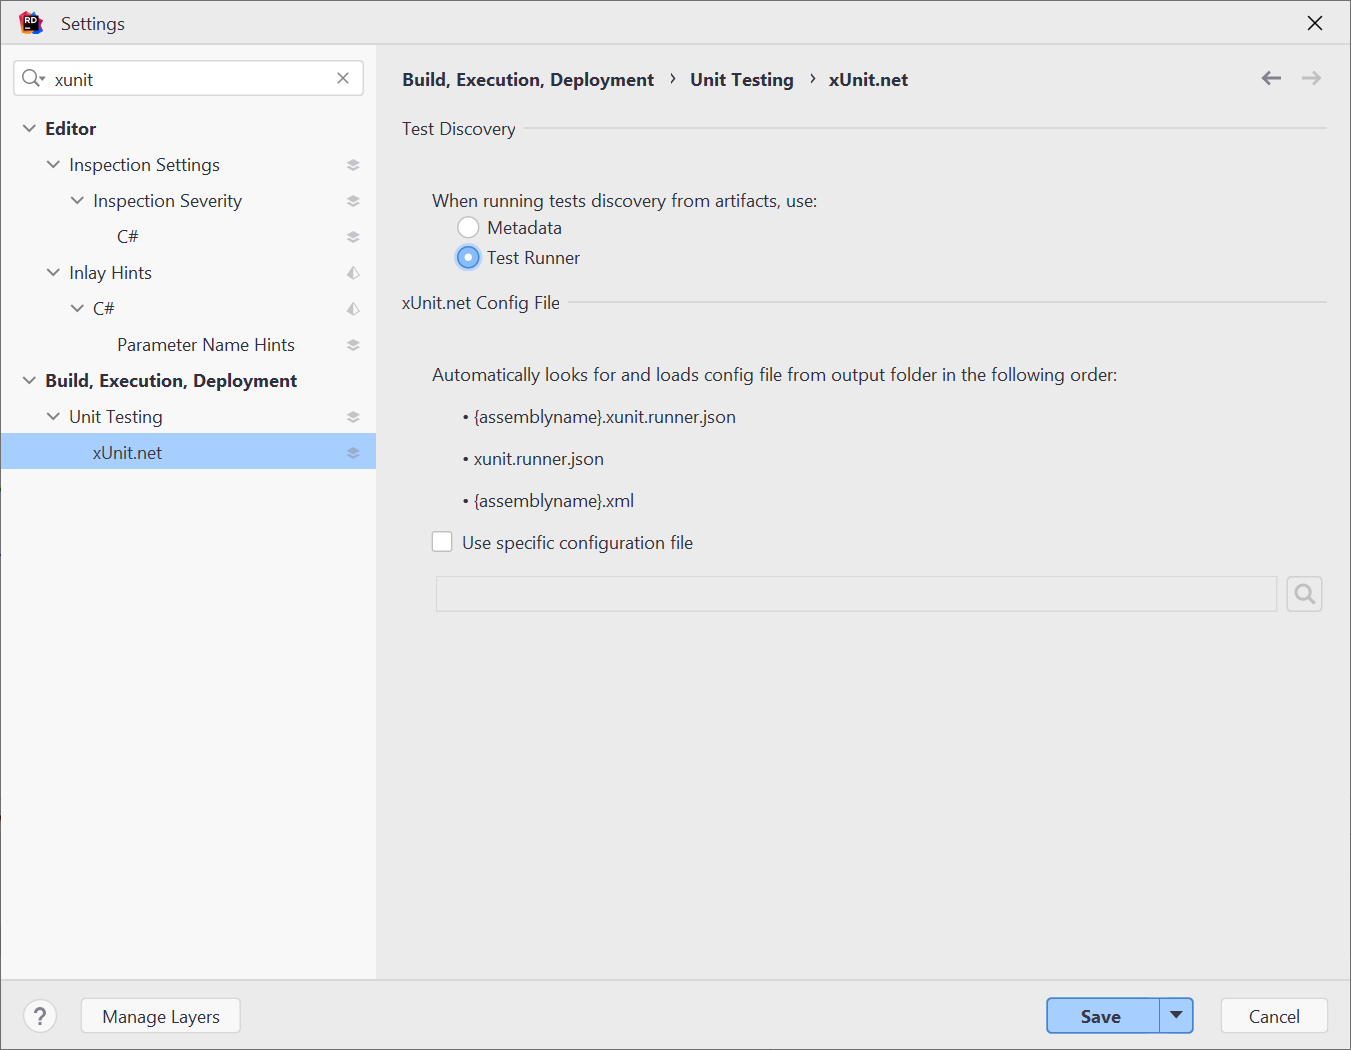 RD
Settings
xunit
Editor
Inspection Settings
Inspection Severity
C#
Inlay Hints
C#
Parameter Name Hints
Build, Execution, Deployment
Unit Testing
xUnit.net
Build, Execution, Deployment › Unit Testing › xUnit.net
Test Discovery
When running tests discovery from artifacts, use:
Metadata
Test Runner
xUnit.net Config File
Automatically looks for and loads config file from output folder in the following order:
• {assemblyname}.xunit.runner.json
• xunit.runner.json
• {assemblyname}.xml
Use specific configuration file
? Manage Layers Save Cancel